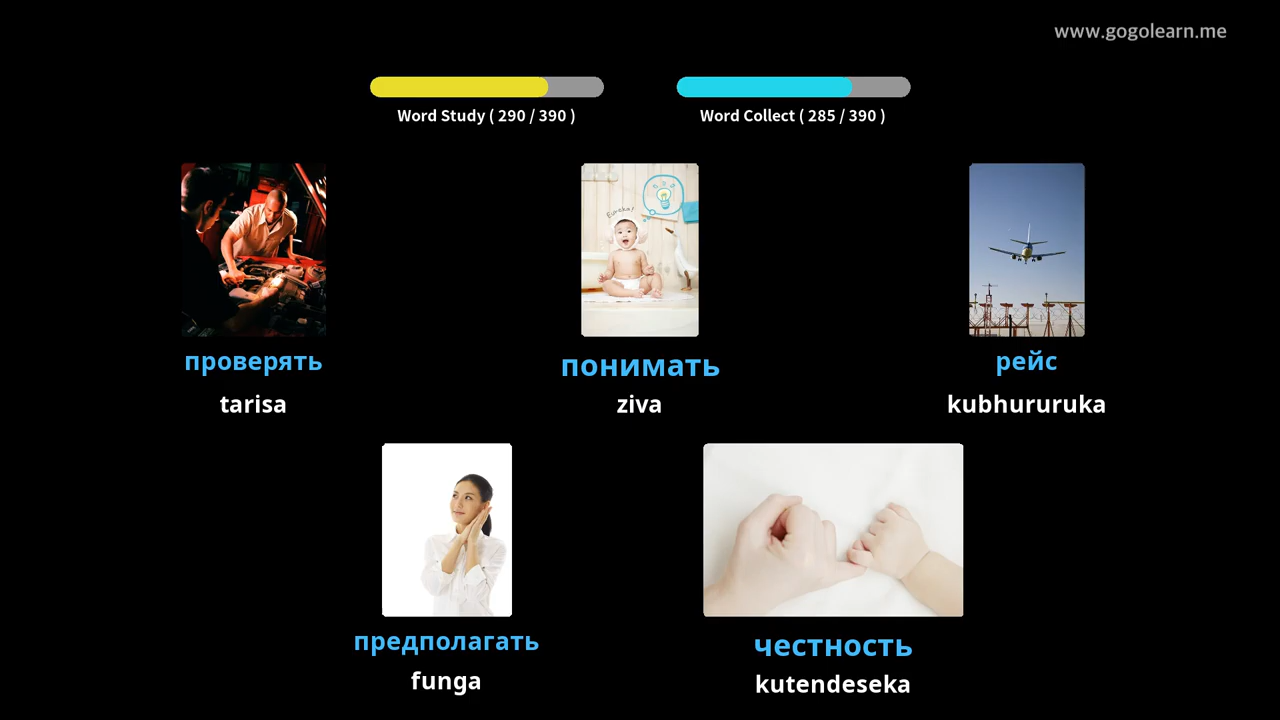 www.gogolearn.me
Word Study ( 290 / 390 )
Word Collect ( 285 / 390 )
Eureka!
проверять
tarisa
понимать
ziva
рейс
kubhururuka
предполагать
funga
честность
kutendeseka